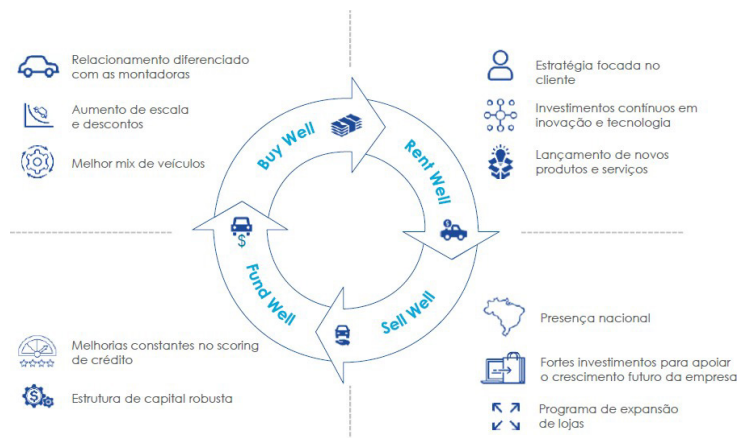 Relacionamento diferenciado
com as montadoras
Aumento de escala
e descontos
Melhor mix de veículos
Estratégia focada no
cliente
Investimentos contínuos em
inovação e tecnologia
Lançamento de novos
produtos e serviços
Buy Well
Rent Well
$
Fund Well
Sell Well
Melhorias constantes no scoring
de crédito
Estrutura de capital robusta
Presença nacional
Fortes investimentos para apoiar
o crescimento futuro da empresa
Programa de expansão
de lojas